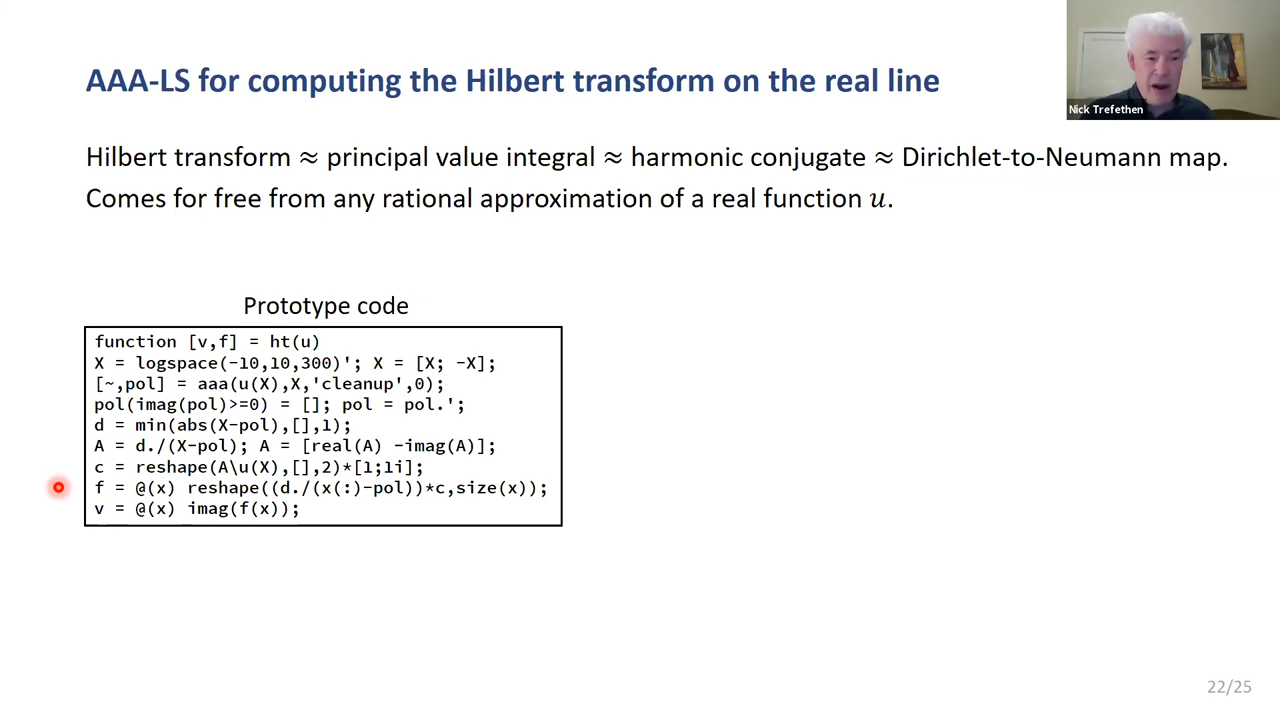 AAA-LS for computing the Hilbert transform on the real line
Nick Trefethen
Hilbert transform ≈ principal value integral ≈ harmonic conjugate ≈ Dirichlet-to-Neumann map.
Comes for free from any rational approximation of a real function u.
Prototype code
function [v,f] = ht(u)
X = logspace(-10,10,300)'; X = [X; -X];
[~,pol] = aaa(u(X),X,'cleanup',0);
pol(imag(pol)>=0) = []; pol = pol.';
d = min(abs(X-pol),[],1);
A = d./(X-pol); A = [real(A) -imag(A)];
c = reshape(A\u(X),[],2)*[1;1i];
f = @(x) reshape((d./(x(:)-pol))*c,size(x));
v = @(x) imag(f(x));
22/25